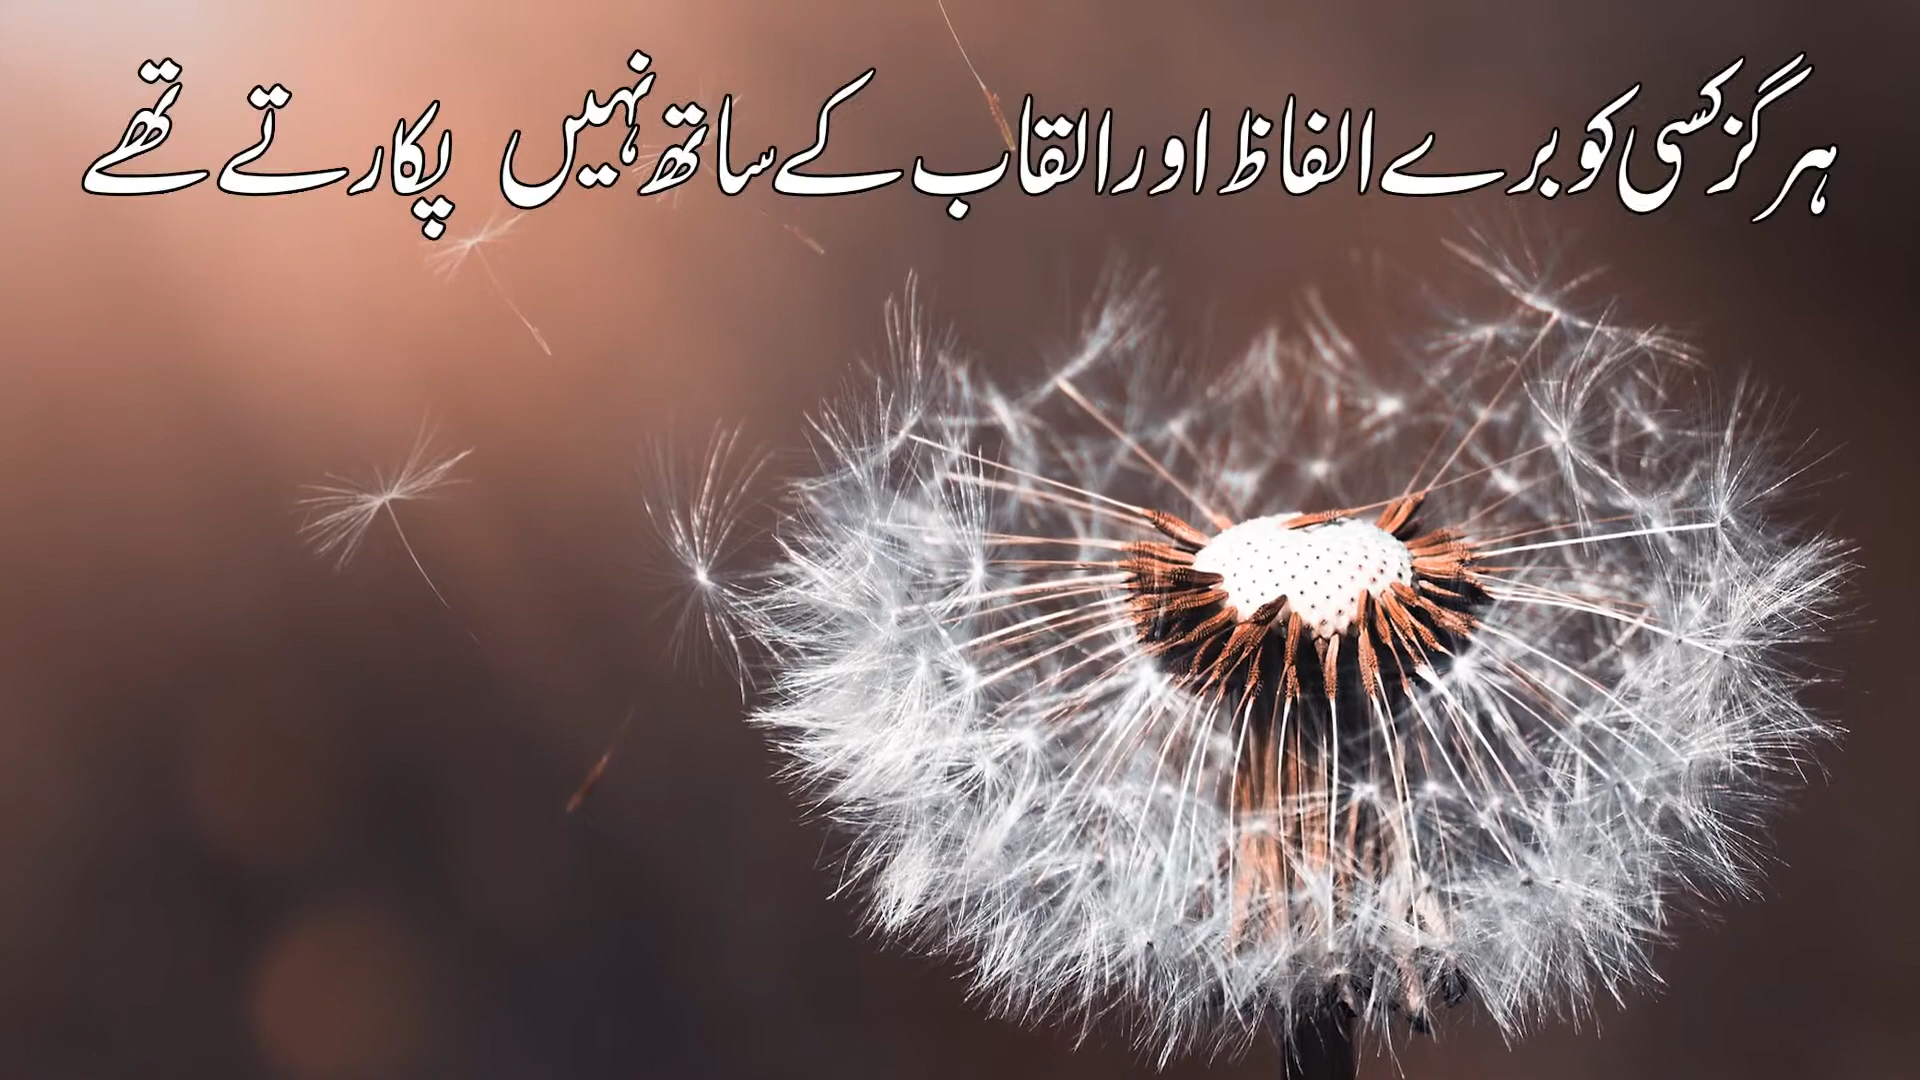 ہرگز کسی کو برے الفاظ اور القاب کے ساتھ نہیں پکارتے تھے